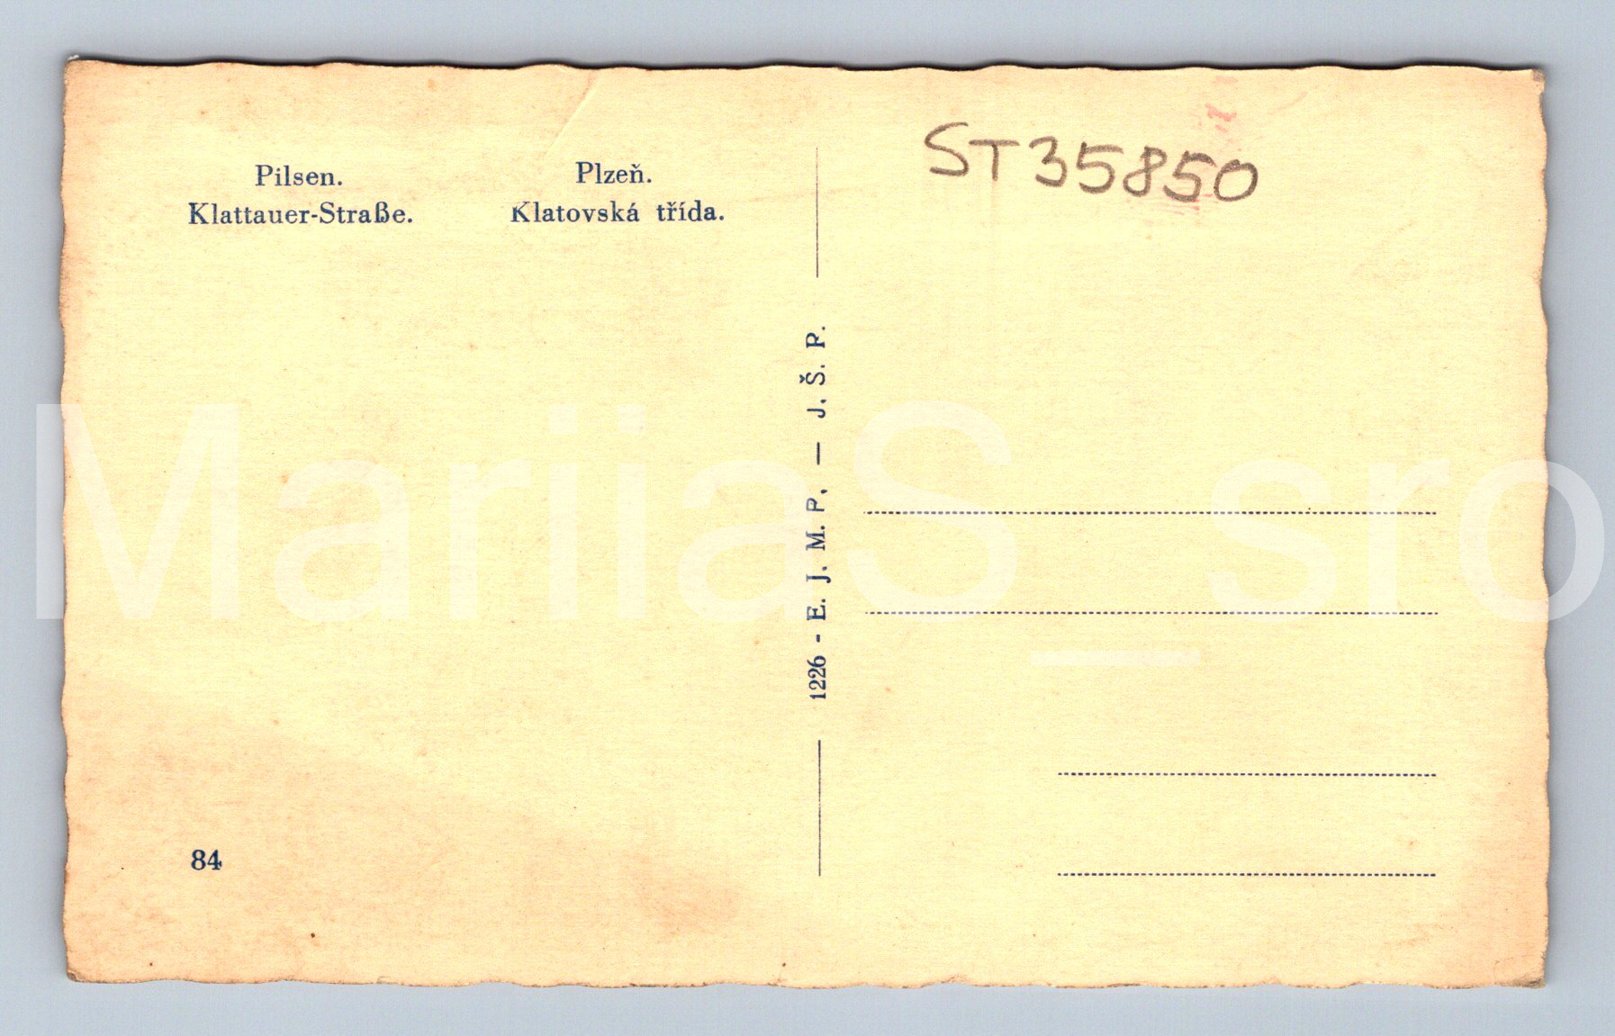 Pilsen.
Klattauer-Straße.
Plzeň.
Klatovská třída.
ST35850
1226 - E. J. M. P. — J. Š. P.
84
MariiaS_sro